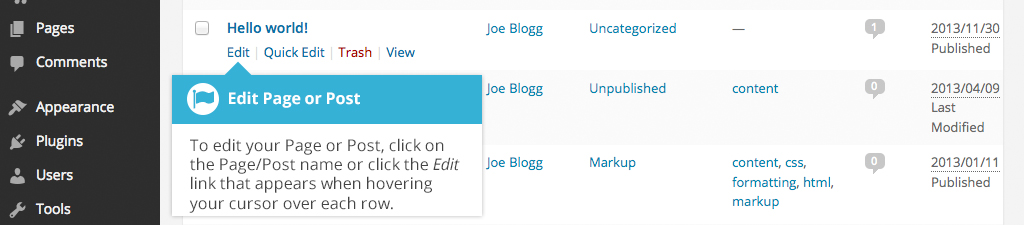 Pages
Comments
Appearance
Plugins
Users
Tools
Hello world!
Edit | Quick Edit | Trash | View
Joe Blogg
Uncategorized
—
1
2013/11/30
Published
Edit Page or Post
To edit your Page or Post, click on
the Page/Post name or click the Edit
link that appears when hovering
your cursor over each row.
Joe Blogg
Unpublished
content
0
2013/04/09
Last
Modified
Joe Blogg
Markup
content, css,
formatting, html,
markup
0
2013/01/11
Published